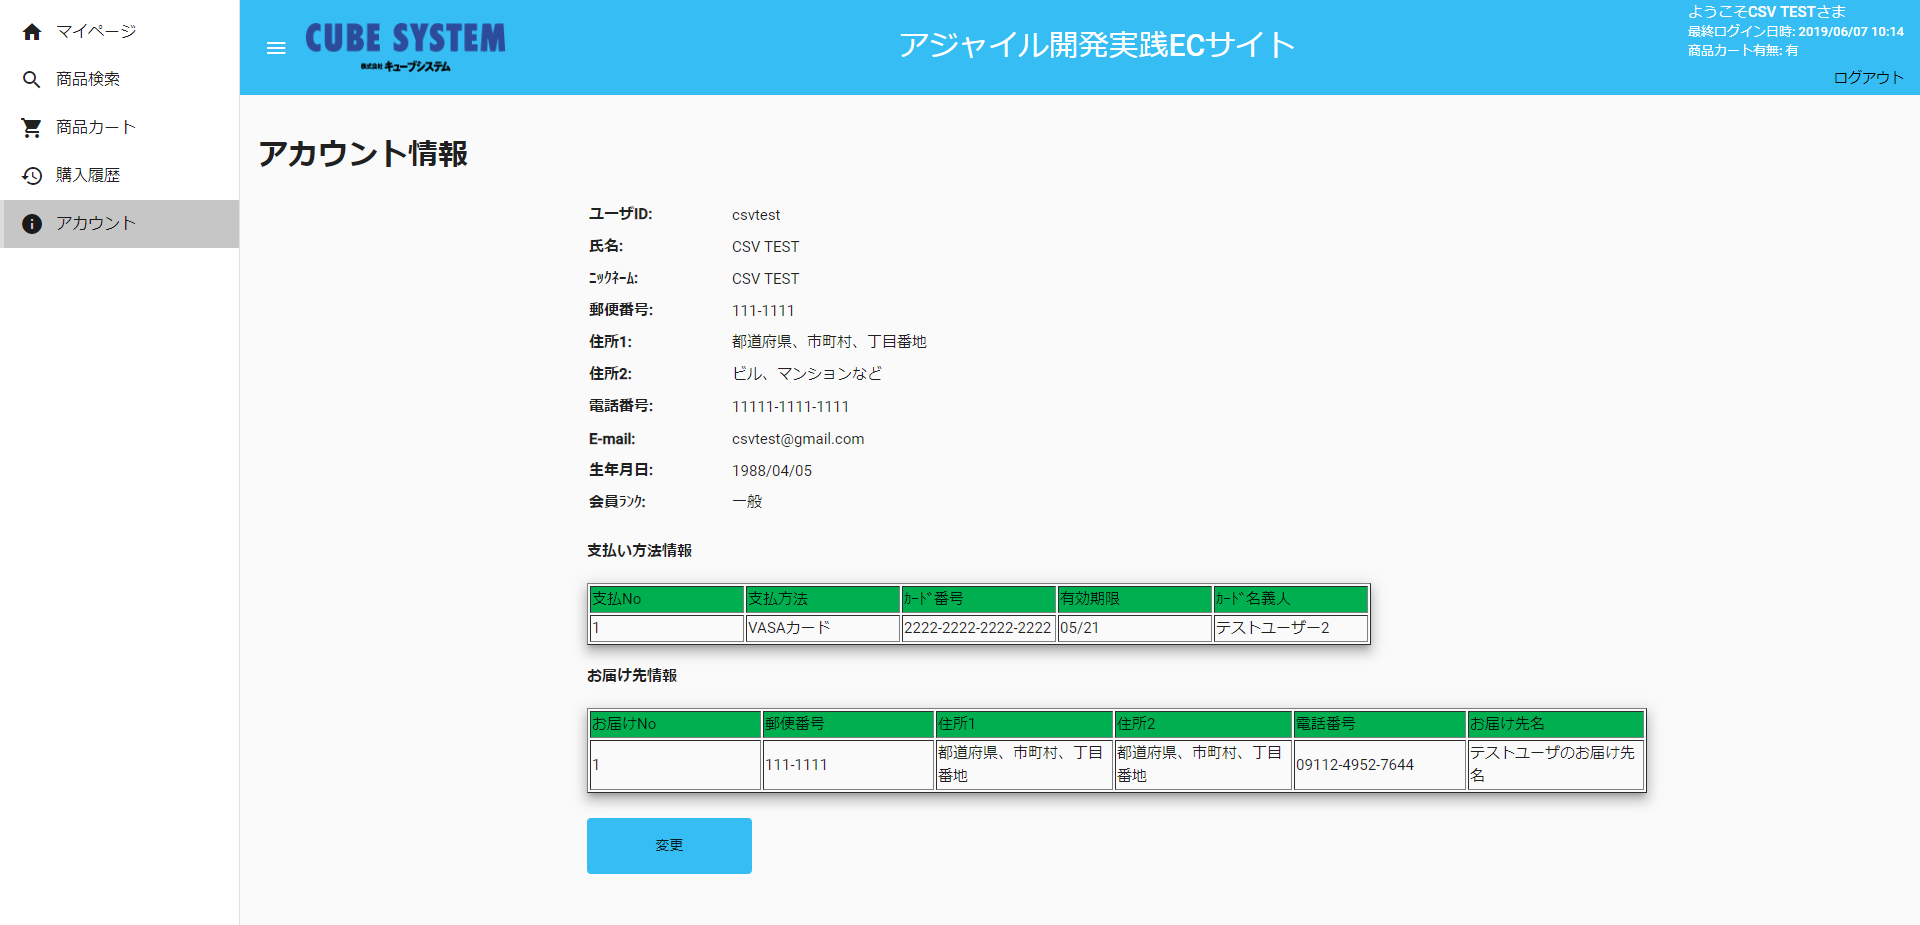 マイページ
商品検索
商品カート
購入履歴
アカウント
CUBE SYSTEM
株式会社 キューブシステム
アジャイル開発実践ECサイト
ようこそCSV TESTさま
最終ログイン日時: 2019/06/07 10:14
商品カート有無: 有
ログアウト
アカウント情報
ユーザID: csvtest
氏名: CSV TEST
ﾆｯｸﾈｰﾑ: CSV TEST
郵便番号: 111-1111
住所1: 都道府県、市町村、丁目番地
住所2: ビル、マンションなど
電話番号: 11111-1111-1111
E-mail: csvtest@gmail.com
生年月日: 1988/04/05
会員ﾗﾝｸ: 一般
支払い方法情報
支払No 支払方法 ｶｰﾄﾞ番号 有効期限 ｶｰﾄﾞ名義人
1 VASAカード 2222-2222-2222-2222 05/21 テストユーザー2
お届け先情報
お届けNo 郵便番号 住所1 住所2 電話番号 お届け先名
1 111-1111 都道府県、市町村、丁目番地 都道府県、市町村、丁目番地 09112-4952-7644 テストユーザのお届け先名
変更